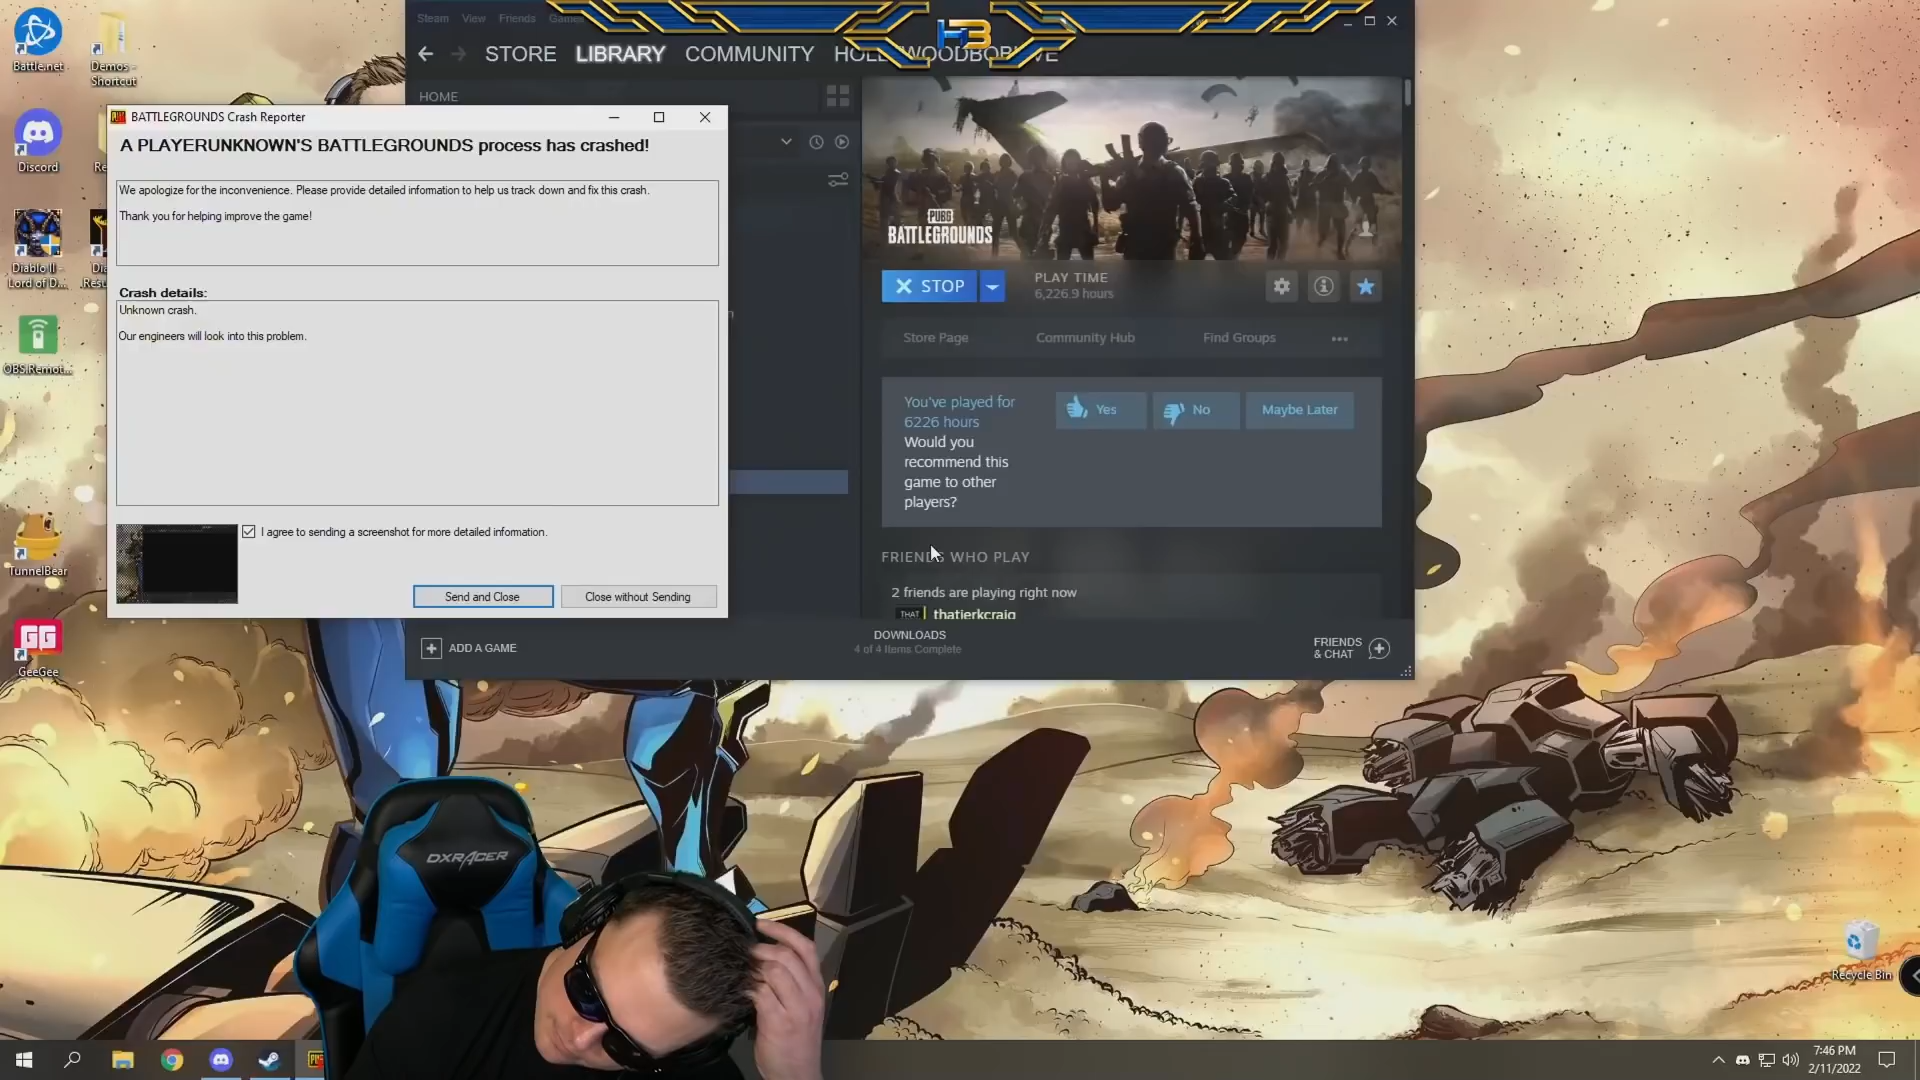 Steam View Friends Games
STORE LIBRARY COMMUNITY
HOME
Battle.net
Demos - Shortcut
Discord
Diablo II - Lord of D...
OBS.Remot...
TunnelBear
GG
GeeGee
BATTLEGROUNDS Crash Reporter
A PLAYERUNKNOWN'S BATTLEGROUNDS process has crashed!
We apologize for the inconvenience. Please provide detailed information to help us track down and fix this crash.
Thank you for helping improve the game!
Crash details:
Unknown crash.
Our engineers will look into this problem.
I agree to sending a screenshot for more detailed information.
Send and Close Close without Sending
H3
PUBG
BATTLEGROUNDS
STOP
PLAY TIME
6,226.9 hours
Store Page Community Hub Find Groups
You've played for
6226 hours
Would you
recommend this
game to other
players?
Yes No Maybe Later
FRIENDS WHO PLAY
2 friends are playing right now
THAT thatjerkcraig
ADD A GAME
DOWNLOADS
4 of 4 Items Complete
FRIENDS
& CHAT
DXRACER
Recycle Bin
7:46 PM
2/11/2022